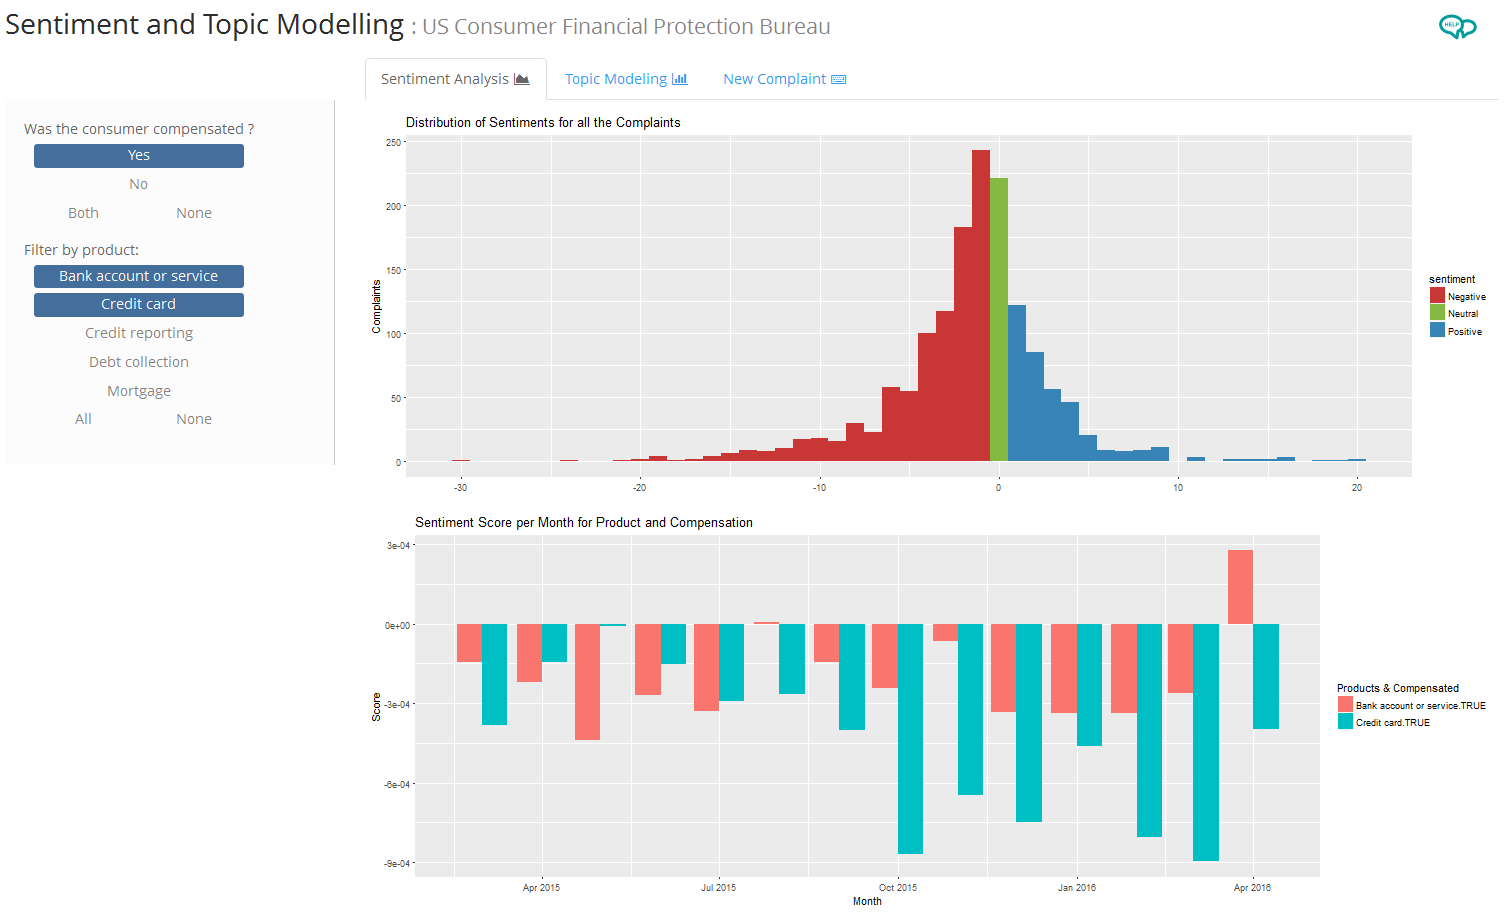 Sentiment and Topic Modelling : US Consumer Financial Protection Bureau
HELP
Sentiment Analysis
Topic Modeling
New Complaint
Was the consumer compensated ?
Yes
No
Both None
Filter by product:
Bank account or service
Credit card
Credit reporting
Debt collection
Mortgage
All None
Distribution of Sentiments for all the Complaints
Complaints
250
200
150
100
50
0
-30 -20 -10 0 10 20
sentiment
Negative
Neutral
Positive
Sentiment Score per Month for Product and Compensation
Score
3e-04
0e+00
-3e-04
-6e-04
-9e-04
Apr 2015 Jul 2015 Oct 2015 Jan 2016 Apr 2016
Month
Products & Compensated
Bank account or service.TRUE
Credit card.TRUE